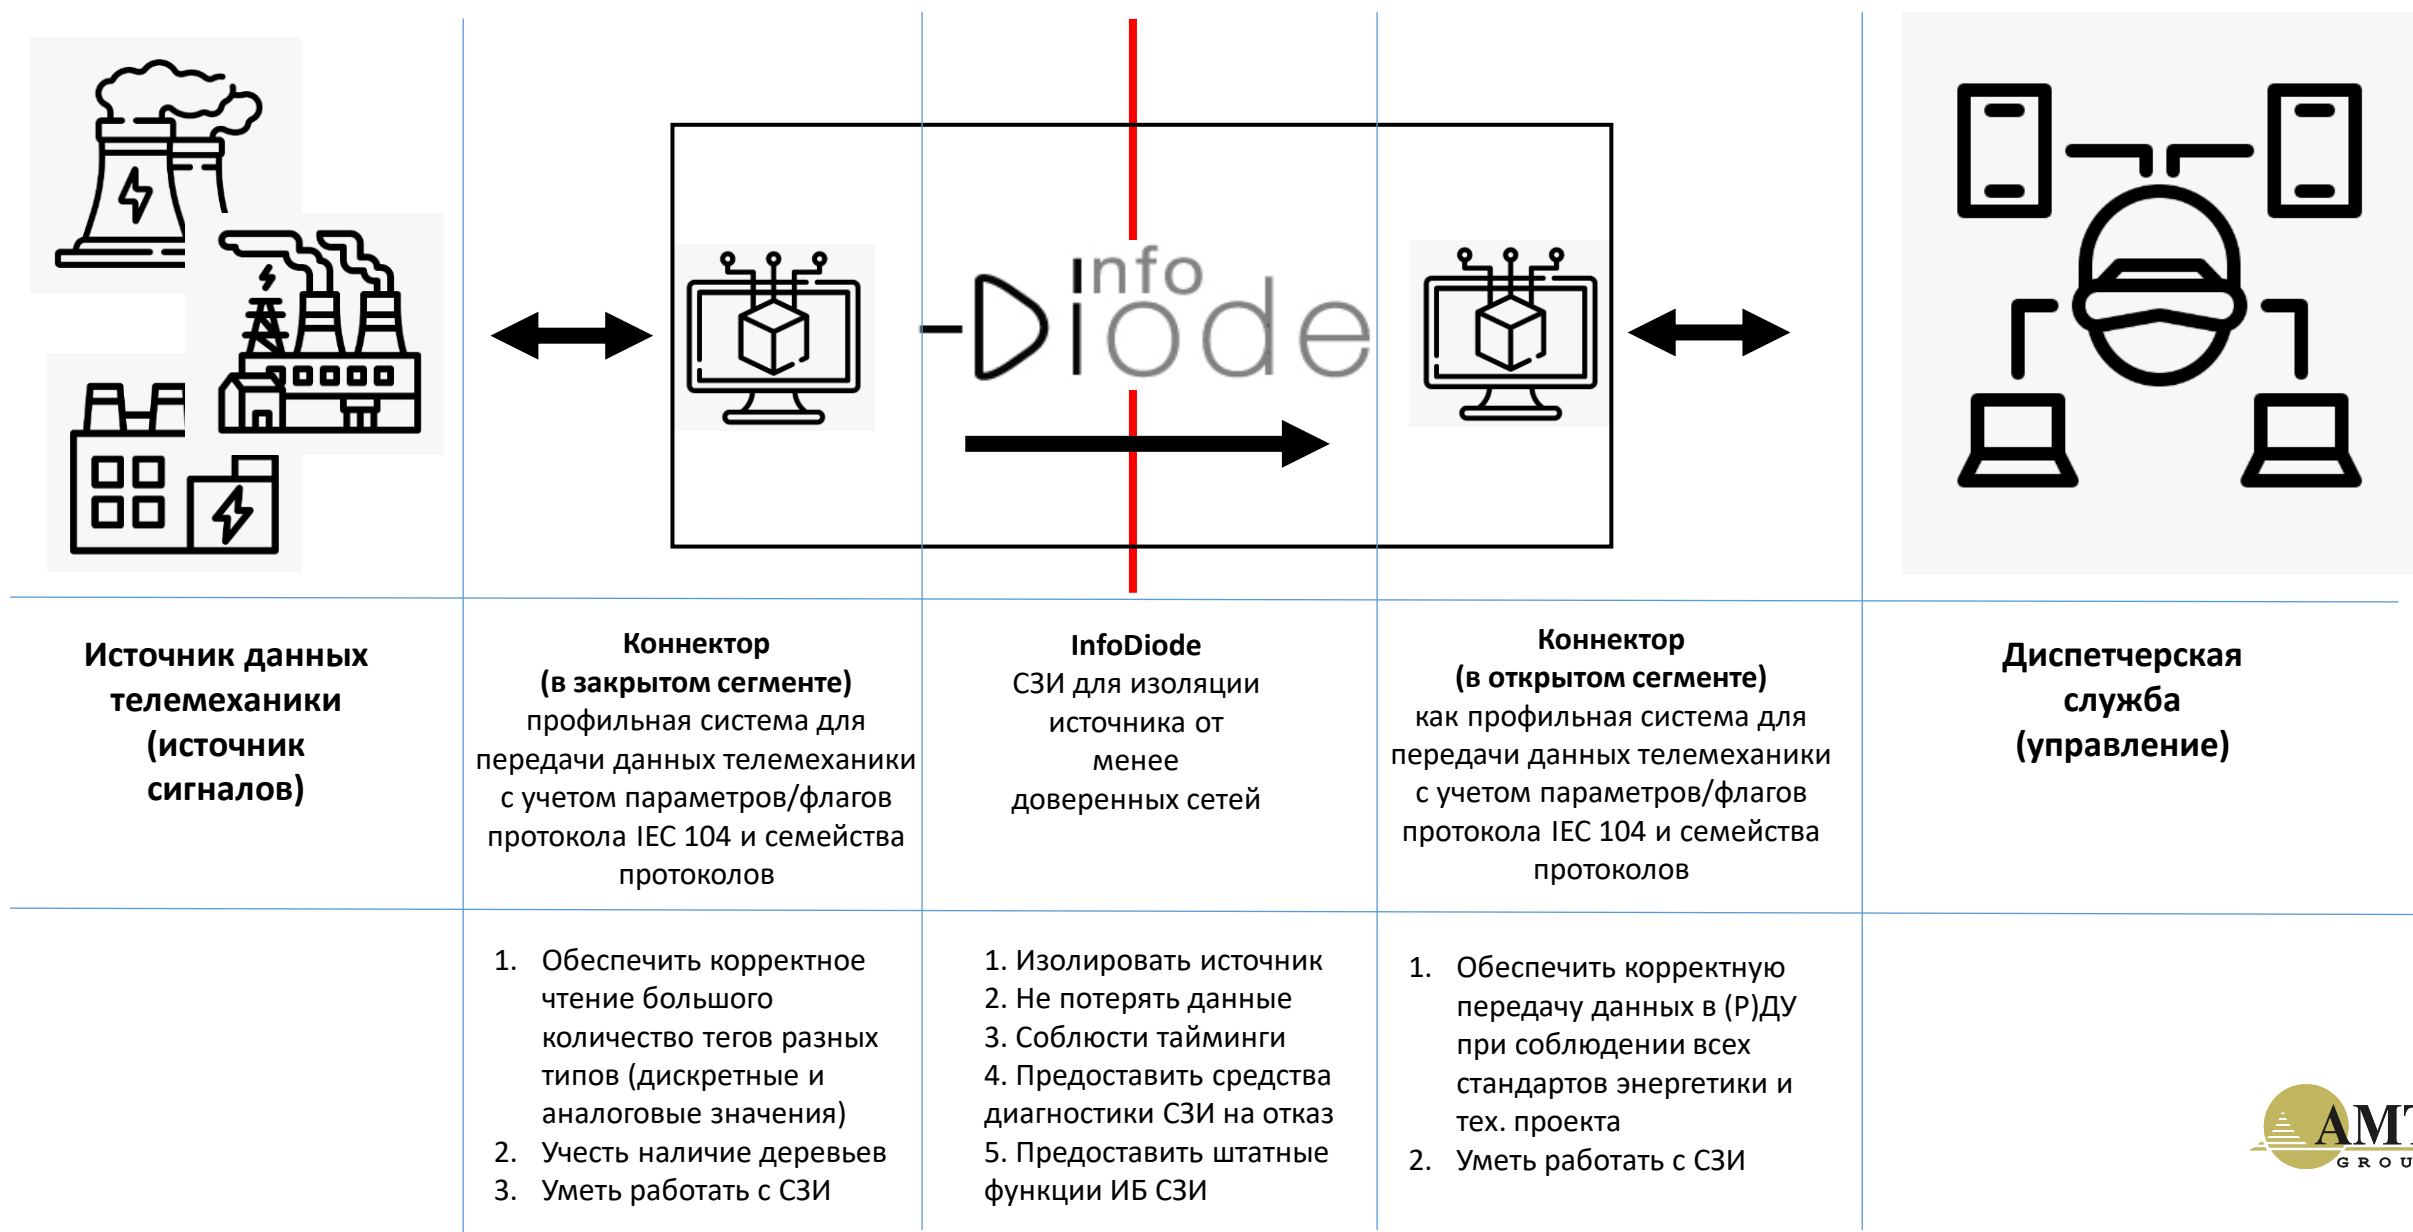 info
Diode
Источник данных
телемеханики
(источник
сигналов)
Коннектор
(в закрытом сегменте)
профильная система для
передачи данных телемеханики
с учетом параметров/флагов
протокола IEC 104 и семейства
протоколов
InfoDiode
СЗИ для изоляции
источника от
менее
доверенных сетей
Коннектор
(в открытом сегменте)
как профильная система для
передачи данных телемеханики
с учетом параметров/флагов
протокола IEC 104 и семейства
протоколов
Диспетчерская
служба
(управление)
1. Обеспечить корректное
чтение большого
количество тегов разных
типов (дискретные и
аналоговые значения)
2. Учесть наличие деревьев
3. Уметь работать с СЗИ
1. Изолировать источник
2. Не потерять данные
3. Соблюсти тайминги
4. Предоставить средства
диагностики СЗИ на отказ
5. Предоставить штатные
функции ИБ СЗИ
1. Обеспечить корректную
передачу данных в (Р)ДУ
при соблюдении всех
стандартов энергетики и
тех. проекта
2. Уметь работать с СЗИ
AMT
GROU